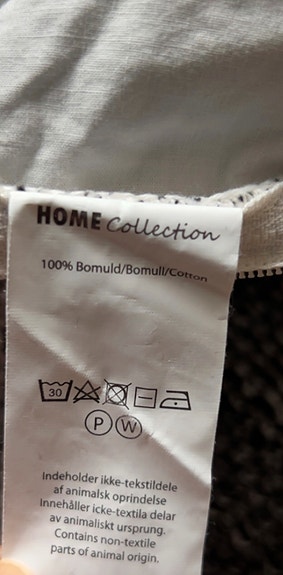 HOME Collection
100% Bomuld/Bomull/Cotton
30
P W
Indeholder ikke-tekstildele
af animalsk oprindelse
Innehåller icke-textila delar
av animaliskt ursprung.
Contains non-textile
parts of animal origin.